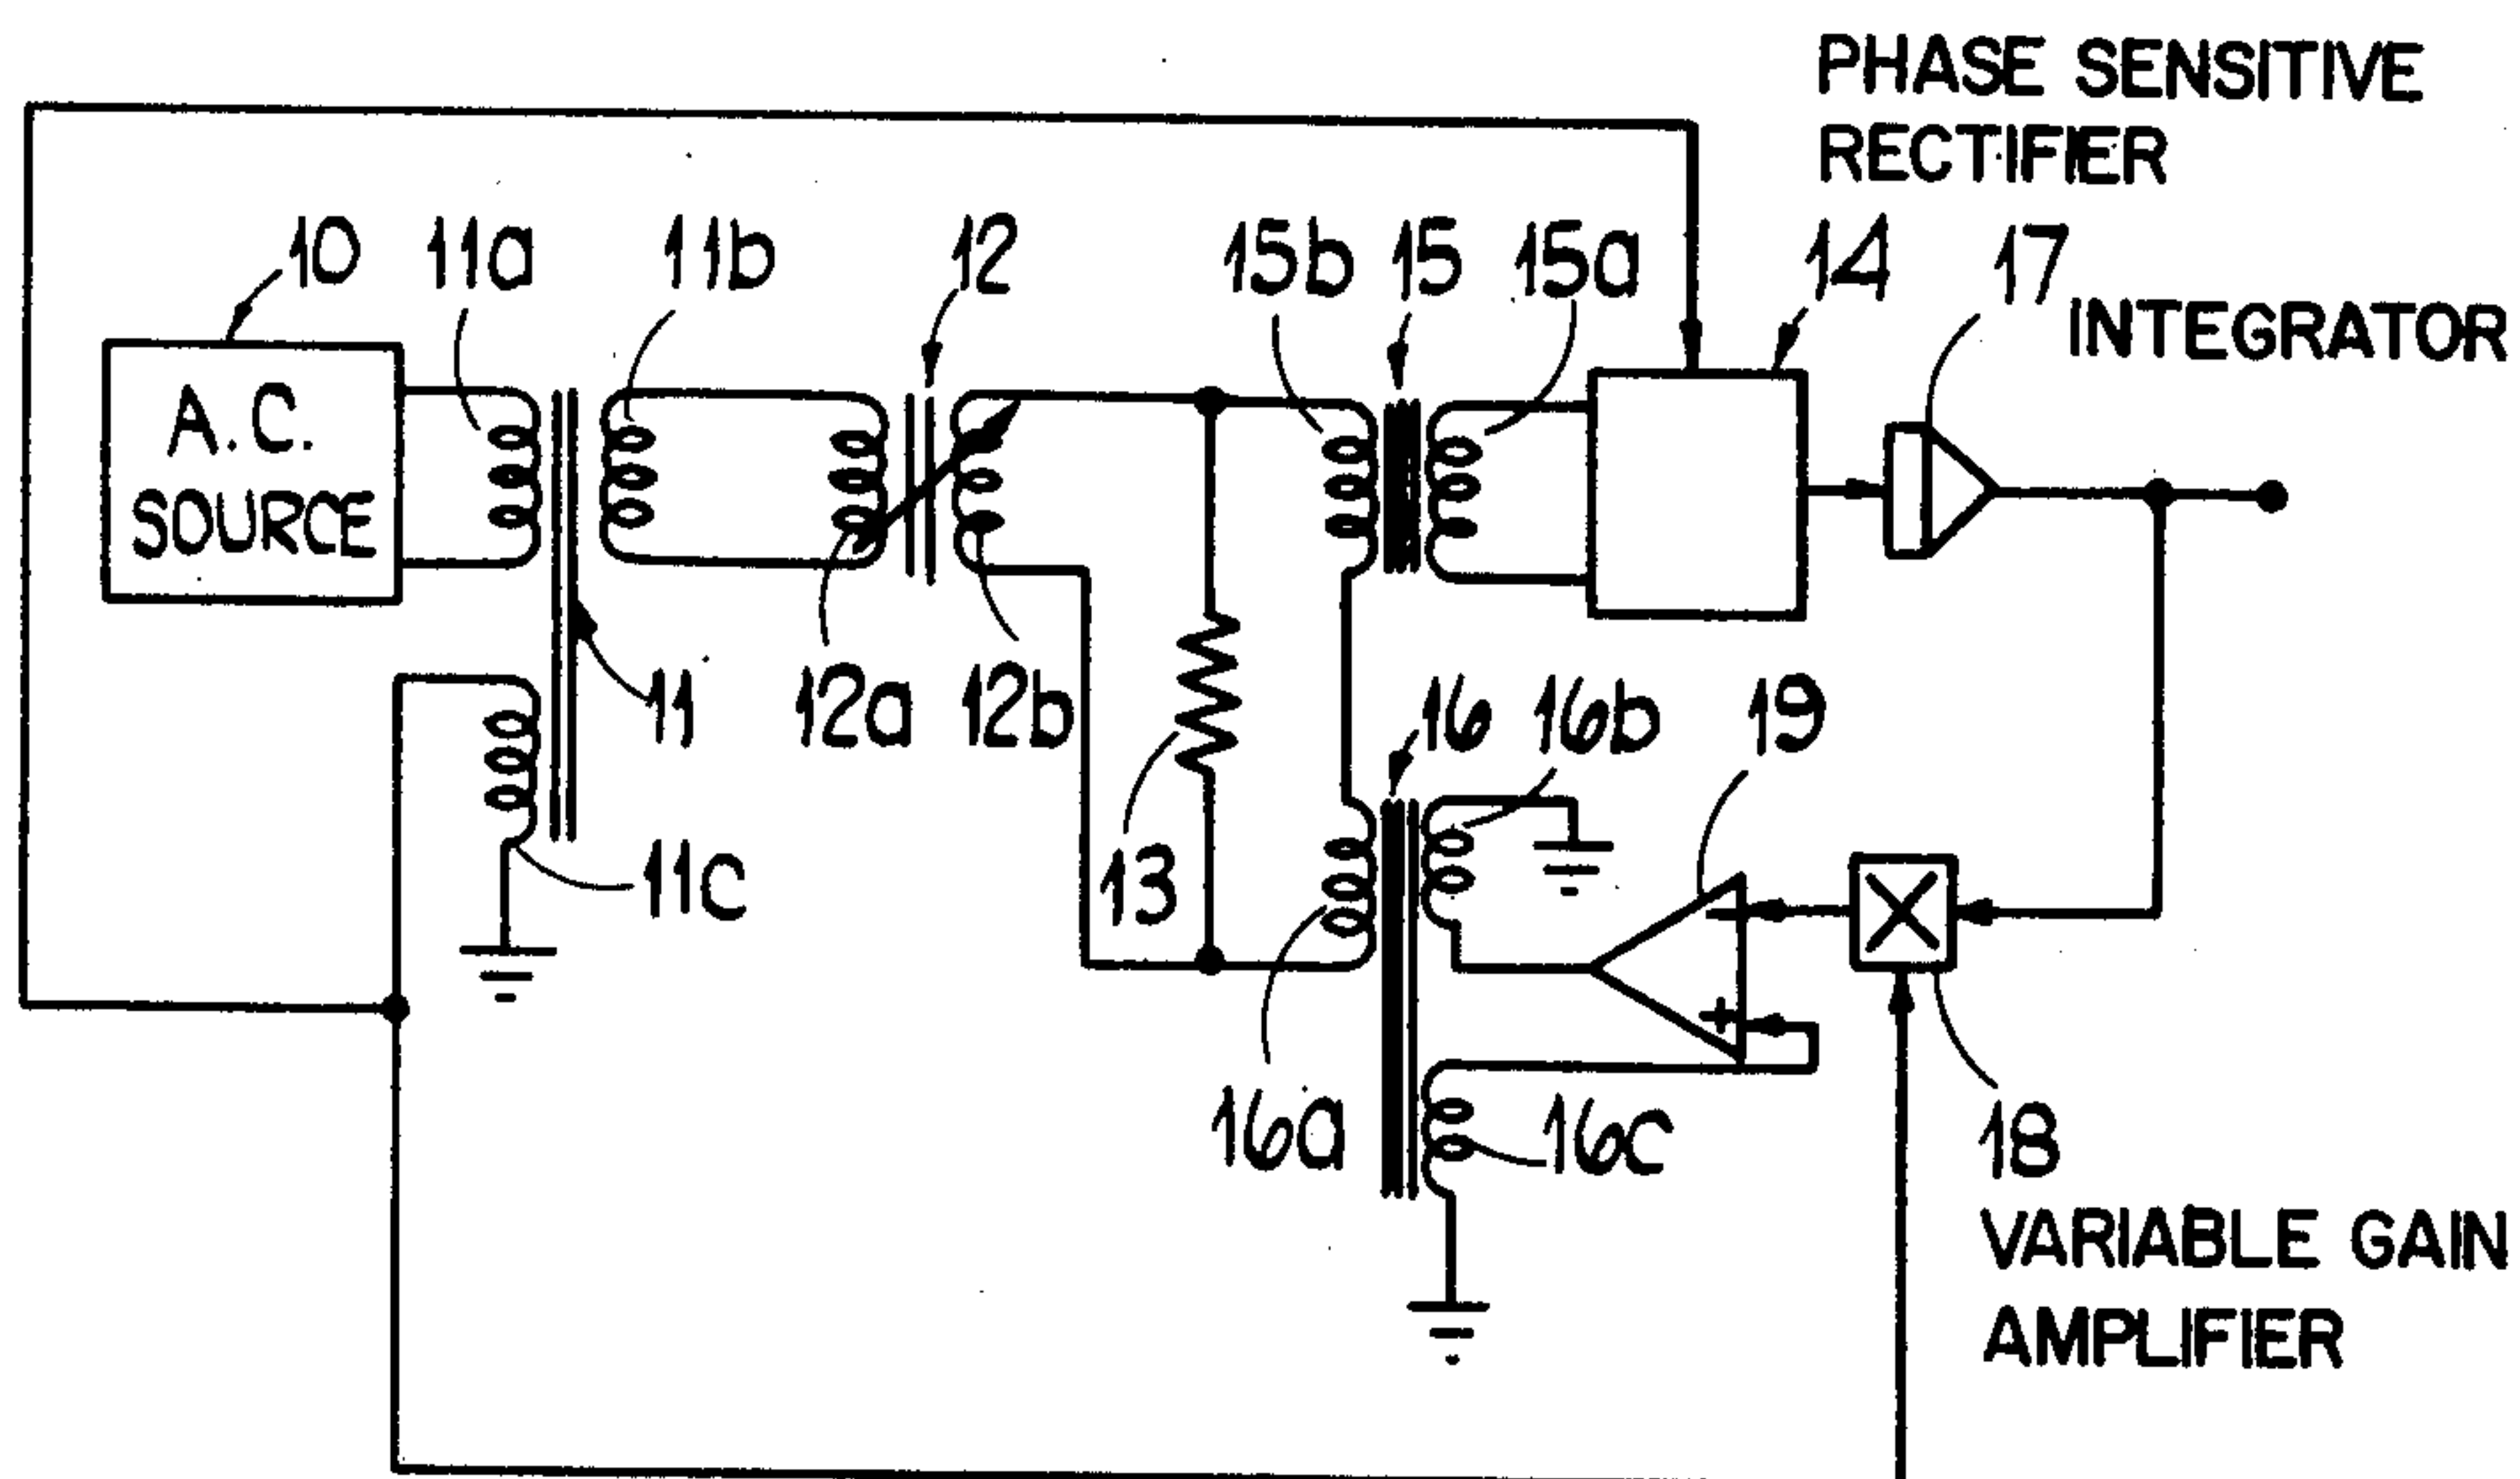 PHASE SENSITIVE
RECTIFIER
10
11a
11b
12
15b
15
15a
14
17
INTEGRATOR
A.C.
SOURCE
11
12a
12b
16
16b
19
11c
13
−
+
16a
16c
18
VARIABLE GAIN
AMPLIFIER